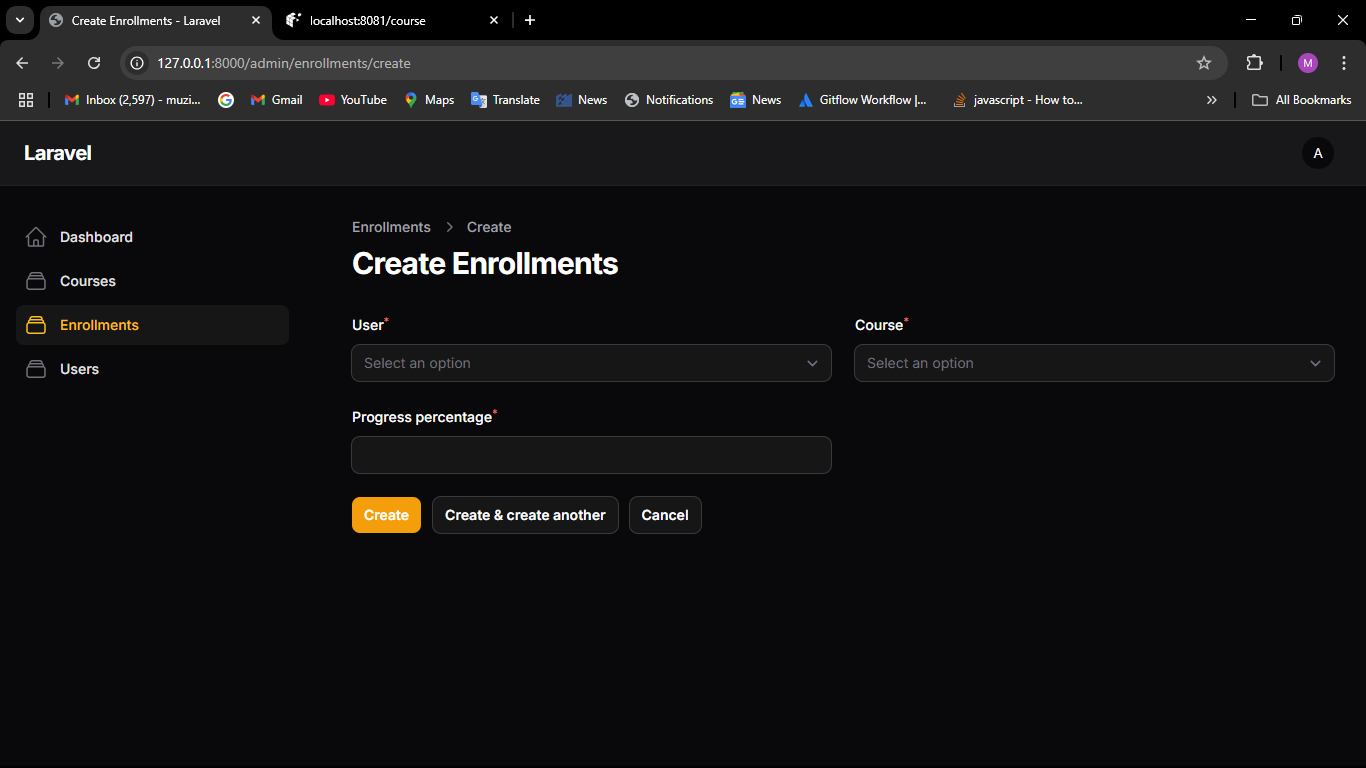 Create Enrollments - Laravel
localhost:8081/course
127.0.0.1:8000/admin/enrollments/create
M
Inbox (2,597) - muzi...
Gmail
YouTube
Maps
Translate
News
Notifications
News
Gitflow Workflow |...
javascript - How to...
»
All Bookmarks
Laravel
A
Dashboard
Courses
Enrollments
Users
Enrollments > Create
Create Enrollments
User*
Course*
Select an option
Select an option
Progress percentage*
Create
Create & create another
Cancel